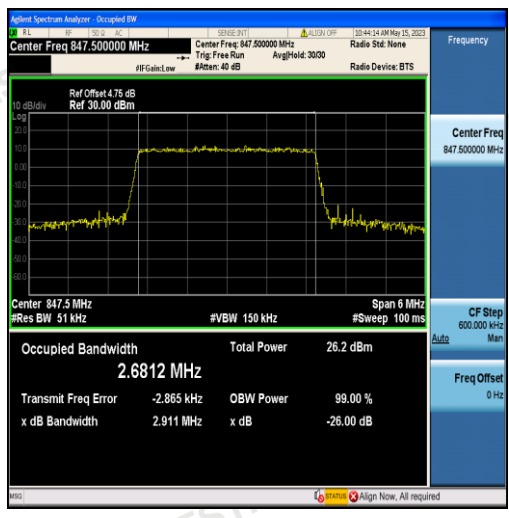 Agilent Spectrum Analyzer - Occupied BW
RL RF 50 Ω AC SENSE:INT ALIGN OFF 10:44:14 AM May 15, 2023
Center Freq 847.500000 MHz
Center Freq: 847.500000 MHz
Radio Std: None
Trig: Free Run Avg|Hold: 30/30
#IFGain:Low #Atten: 40 dB Radio Device: BTS
Ref Offset 4.75 dB
10 dB/div Ref 30.00 dBm
Log
20.0
10.0
0.00
-10.0
-20.0
-30.0
-40.0
-50.0
-60.0
Center 847.5 MHz Span 6 MHz
#Res BW 51 kHz #VBW 150 kHz #Sweep 100 ms
Occupied Bandwidth Total Power 26.2 dBm
2.6812 MHz
Transmit Freq Error -2.865 kHz OBW Power 99.00 %
x dB Bandwidth 2.911 MHz x dB -26.00 dB
Frequency
Center Freq
847.500000 MHz
CF Step
600.000 kHz
Auto Man
Freq Offset
0 Hz
MSG STATUS Align Now, All required